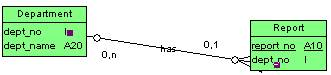 Department
dept_no I
dept_name A20
0,n
has
0,1
Report
report_no A10
dept_no I